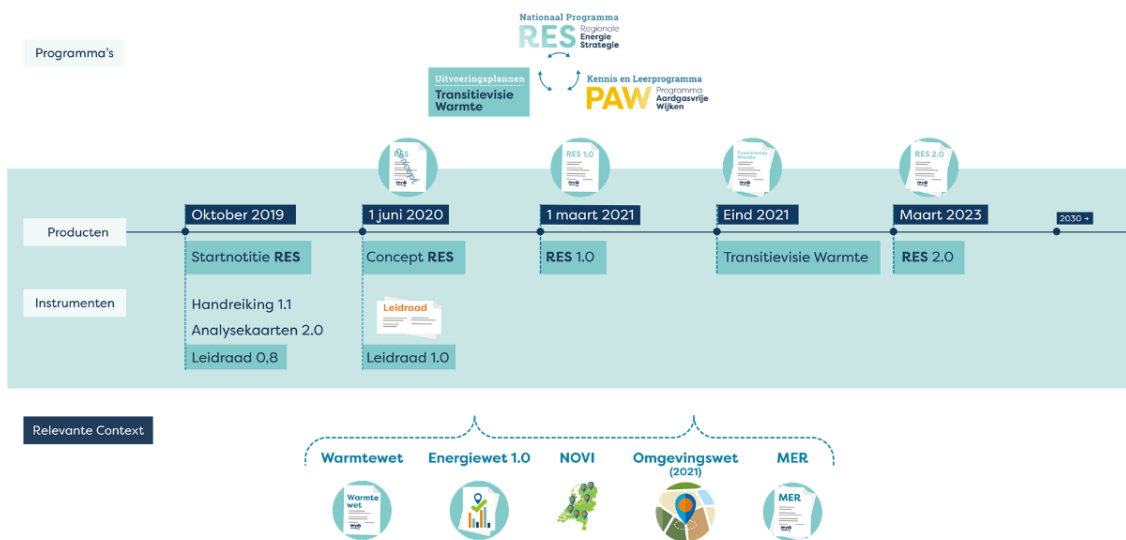 Nationaal Programma
RES Regionale
Energie
Strategie
Programma's
Uitvoeringsplannen
Transitievisie
Warmte
Kennis en Leerprogramma
PAW Programma
Aardgasvrije
Wijken
RES
Concept
RES 1.0
Transitievisie
Warmte
RES 2.0
Oktober 2019
1 juni 2020
1 maart 2021
Eind 2021
Maart 2023
2030 →
Producten
Startnotitie RES
Concept RES
RES 1.0
Transitievisie Warmte
RES 2.0
Instrumenten
Handreiking 1.1
Analysekaarten 2.0
Leidraad 0,8
Leidraad
Leidraad 1.0
Relevante Context
Warmtewet
Energiewet 1.0
NOVI
Omgevingswet
(2021)
MER
Warmte
wet
MER